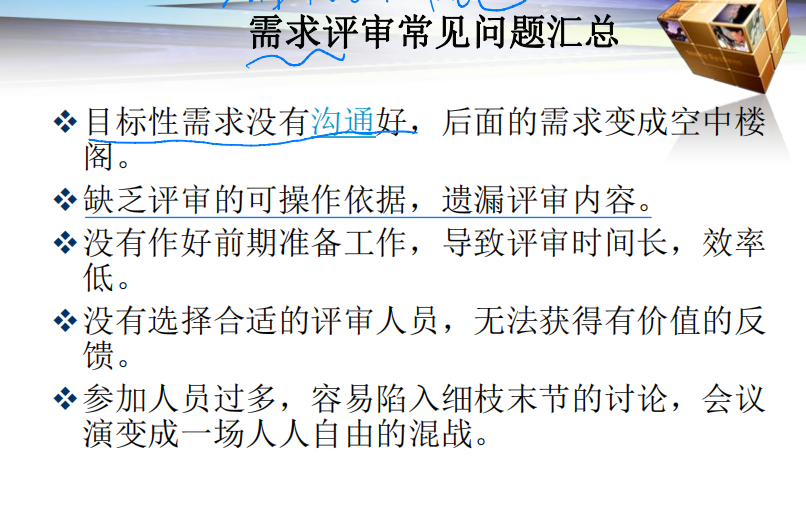 需求评审常见问题汇总
目标性需求没有沟通好，后面的需求变成空中楼
阁。
缺乏评审的可操作依据，遗漏评审内容。
没有作好前期准备工作，导致评审时间长，效率
低。
没有选择合适的评审人员，无法获得有价值的反
馈。
参加人员过多，容易陷入细枝末节的讨论，会议
演变成一场人人自由的混战。